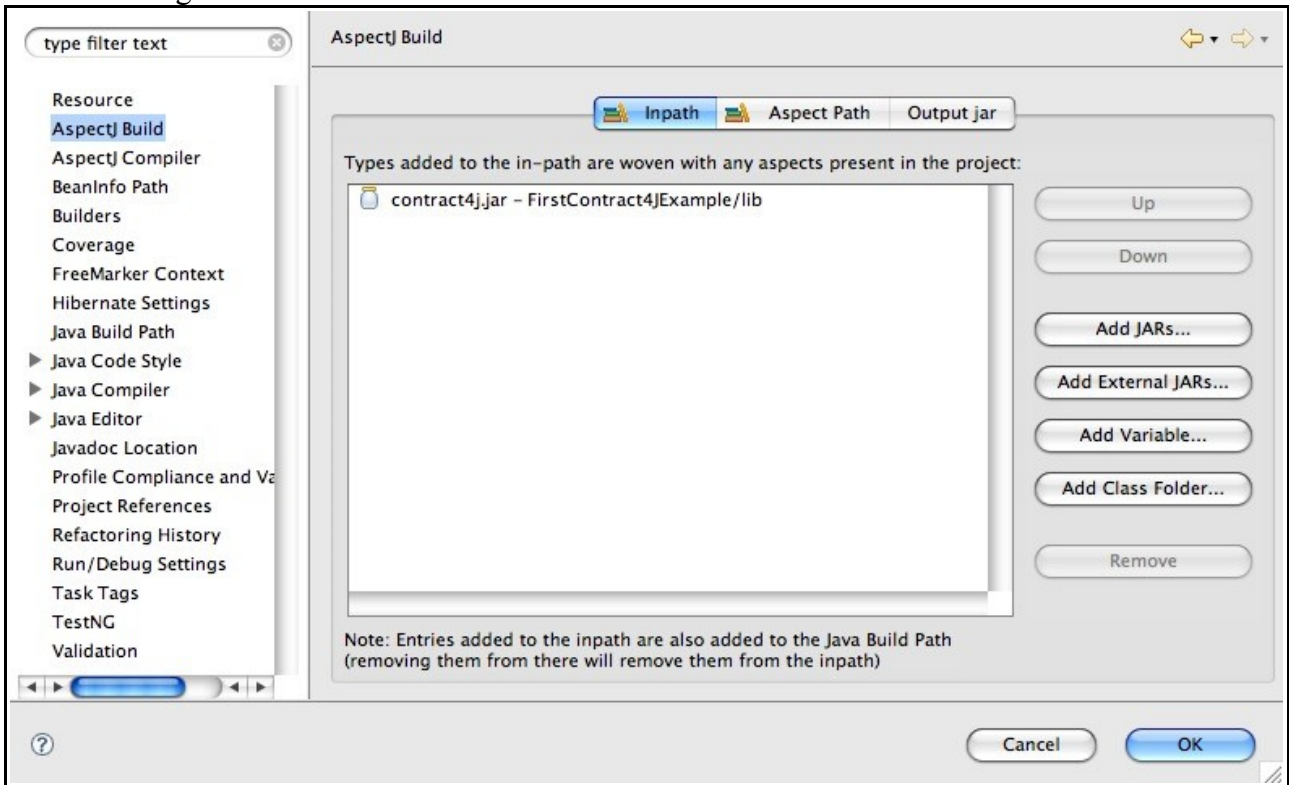 type filter text
AspectJ Build
Resource
AspectJ Build
AspectJ Compiler
BeanInfo Path
Builders
Coverage
FreeMarker Context
Hibernate Settings
Java Build Path
Java Code Style
Java Compiler
Java Editor
Javadoc Location
Profile Compliance and Va
Project References
Refactoring History
Run/Debug Settings
Task Tags
TestNG
Validation
Inpath
Aspect Path
Output jar
Types added to the in-path are woven with any aspects present in the project:
contract4j.jar – FirstContract4JExample/lib
Up
Down
Add JARs...
Add External JARs...
Add Variable...
Add Class Folder...
Remove
Note: Entries added to the inpath are also added to the Java Build Path
(removing them from there will remove them from the inpath)
?
Cancel
OK